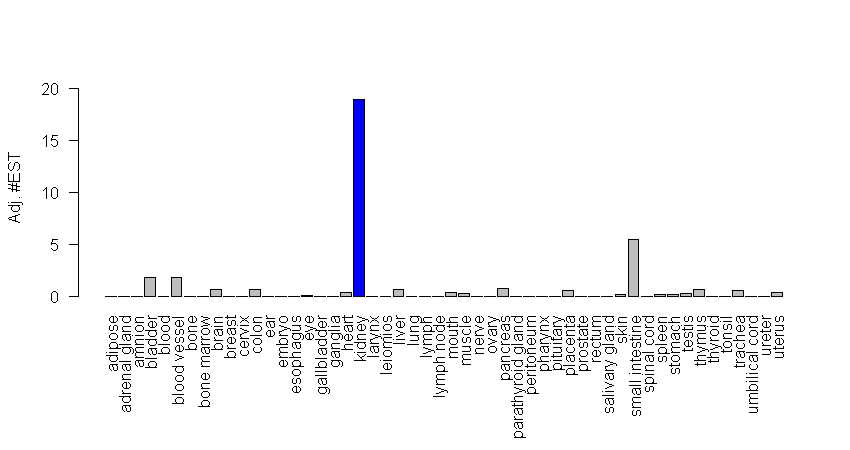 Adj. #EST
20
15
10
5
0
adipose
adrenal gland
amnion
bladder
blood
blood vessel
bone
bone marrow
brain
breast
cervix
colon
ear
embryo
esophagus
eye
gallbladder
ganglia
heart
kidney
larynx
leiomios
liver
lung
lymph
lymph node
mouth
muscle
nerve
ovary
pancreas
parathyroid gland
peritoneum
pharynx
pituitary
placenta
prostate
rectum
salivary gland
skin
small intestine
spinal cord
spleen
stomach
testis
thymus
thyroid
tonsil
trachea
umbilical cord
ureter
uterus